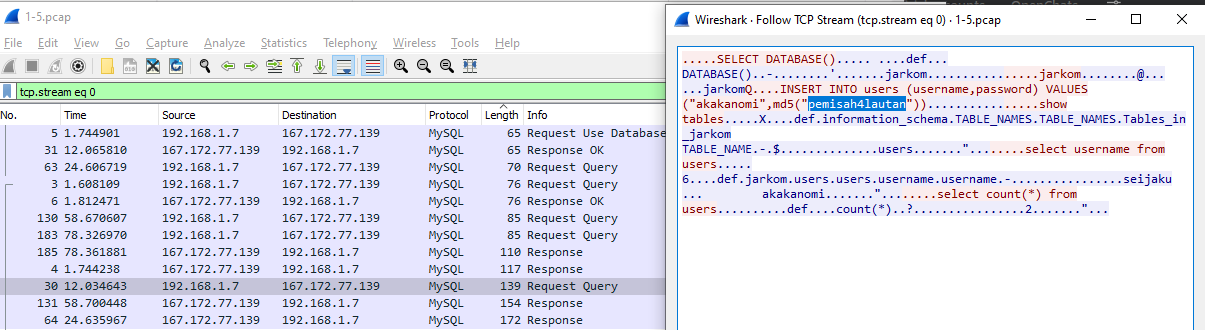 1-5.pcap
File Edit View Go Capture Analyze Statistics Telephony Wireless Tools Help
tcp.stream eq 0
No. Time Source Destination Protocol Length Info
5 1.744901 192.168.1.7 167.172.77.139 MySQL 65 Request Use Database
31 12.065810 167.172.77.139 192.168.1.7 MySQL 65 Response OK
63 24.606719 192.168.1.7 167.172.77.139 MySQL 70 Request Query
3 1.608109 192.168.1.7 167.172.77.139 MySQL 76 Request Query
6 1.812471 167.172.77.139 192.168.1.7 MySQL 76 Response OK
130 58.670607 192.168.1.7 167.172.77.139 MySQL 85 Request Query
183 78.326970 192.168.1.7 167.172.77.139 MySQL 85 Request Query
185 78.361881 167.172.77.139 192.168.1.7 MySQL 110 Response
4 1.744238 167.172.77.139 192.168.1.7 MySQL 117 Response
30 12.034643 192.168.1.7 167.172.77.139 MySQL 139 Request Query
131 58.700448 167.172.77.139 192.168.1.7 MySQL 154 Response
64 24.635967 167.172.77.139 192.168.1.7 MySQL 172 Response
Wireshark · Follow TCP Stream (tcp.stream eq 0) · 1-5.pcap
.....SELECT DATABASE()..... ....def...
DATABASE()..-........'.......jarkom................jarkom........@...
...jarkomQ....INSERT INTO users (username,password) VALUES
("akakanomi",md5("pemisah4lautan"))................show
tables.....X....def.information_schema.TABLE_NAMES.TABLE_NAMES.Tables_in
_jarkom
TABLE_NAME.-.$..............users......."........select username from
users.....
6....def.jarkom.users.users.username.username.-................seijaku
... akakanomi......."........select count(*) from
users..........def....count(*)..?................2......."...